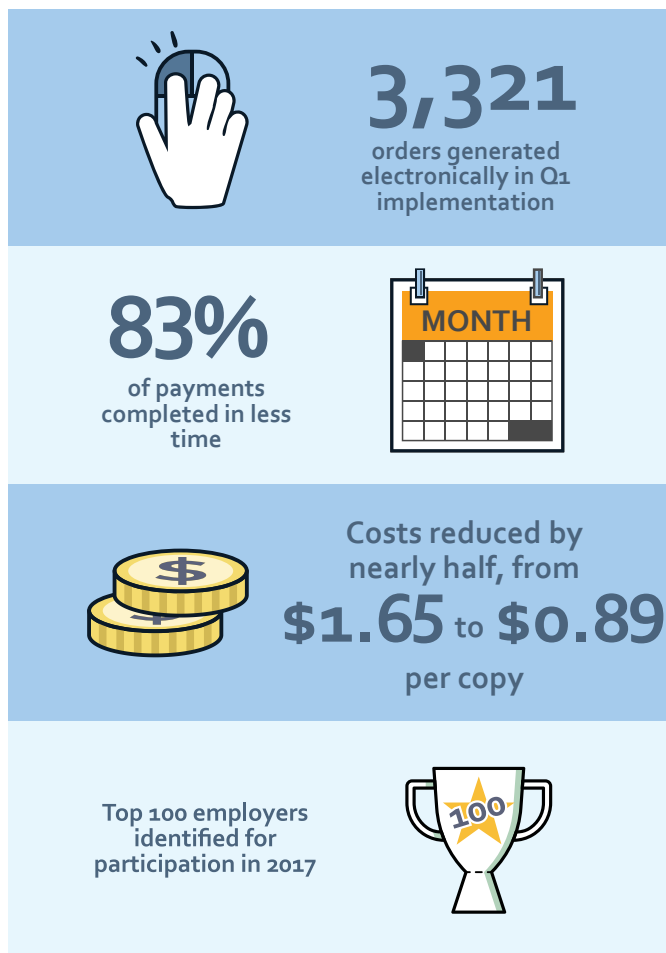 3,321
orders generated
electronically in Q1
implementation
83%
of payments
completed in less
time
MONTH
$
$
Costs reduced by
nearly half, from
$1.65 to $0.89
per copy
Top 100 employers
identified for
participation in 2017
100